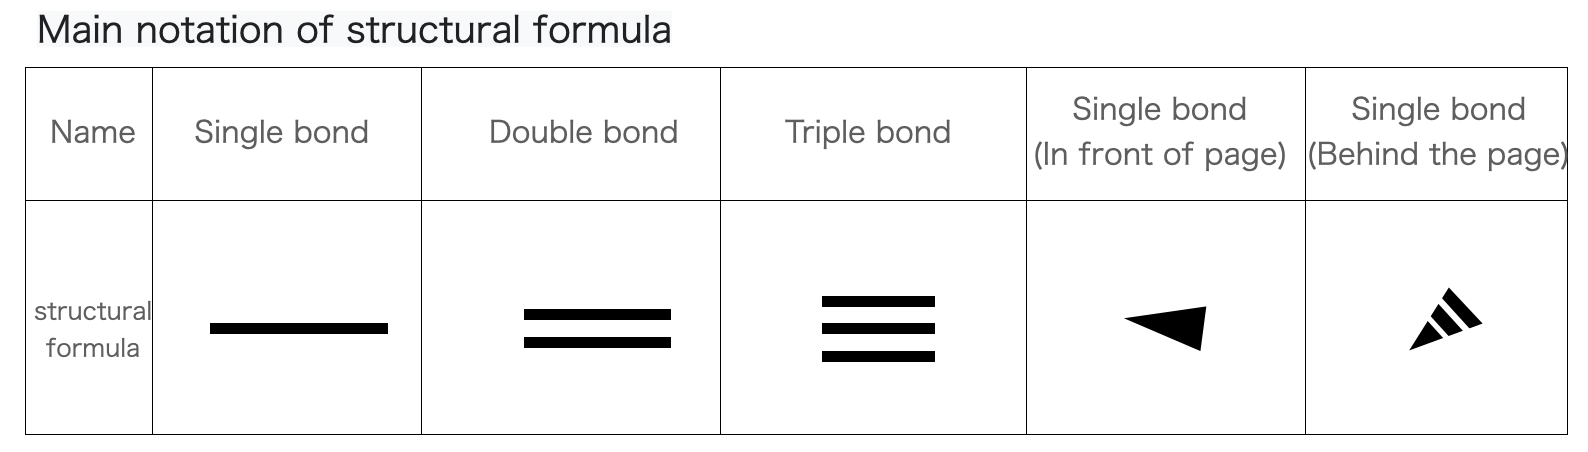 Main notation of structural formula
Name
Single bond
Double bond
Triple bond
Single bond
(In front of page)
Single bond
(Behind the page)
structural
formula